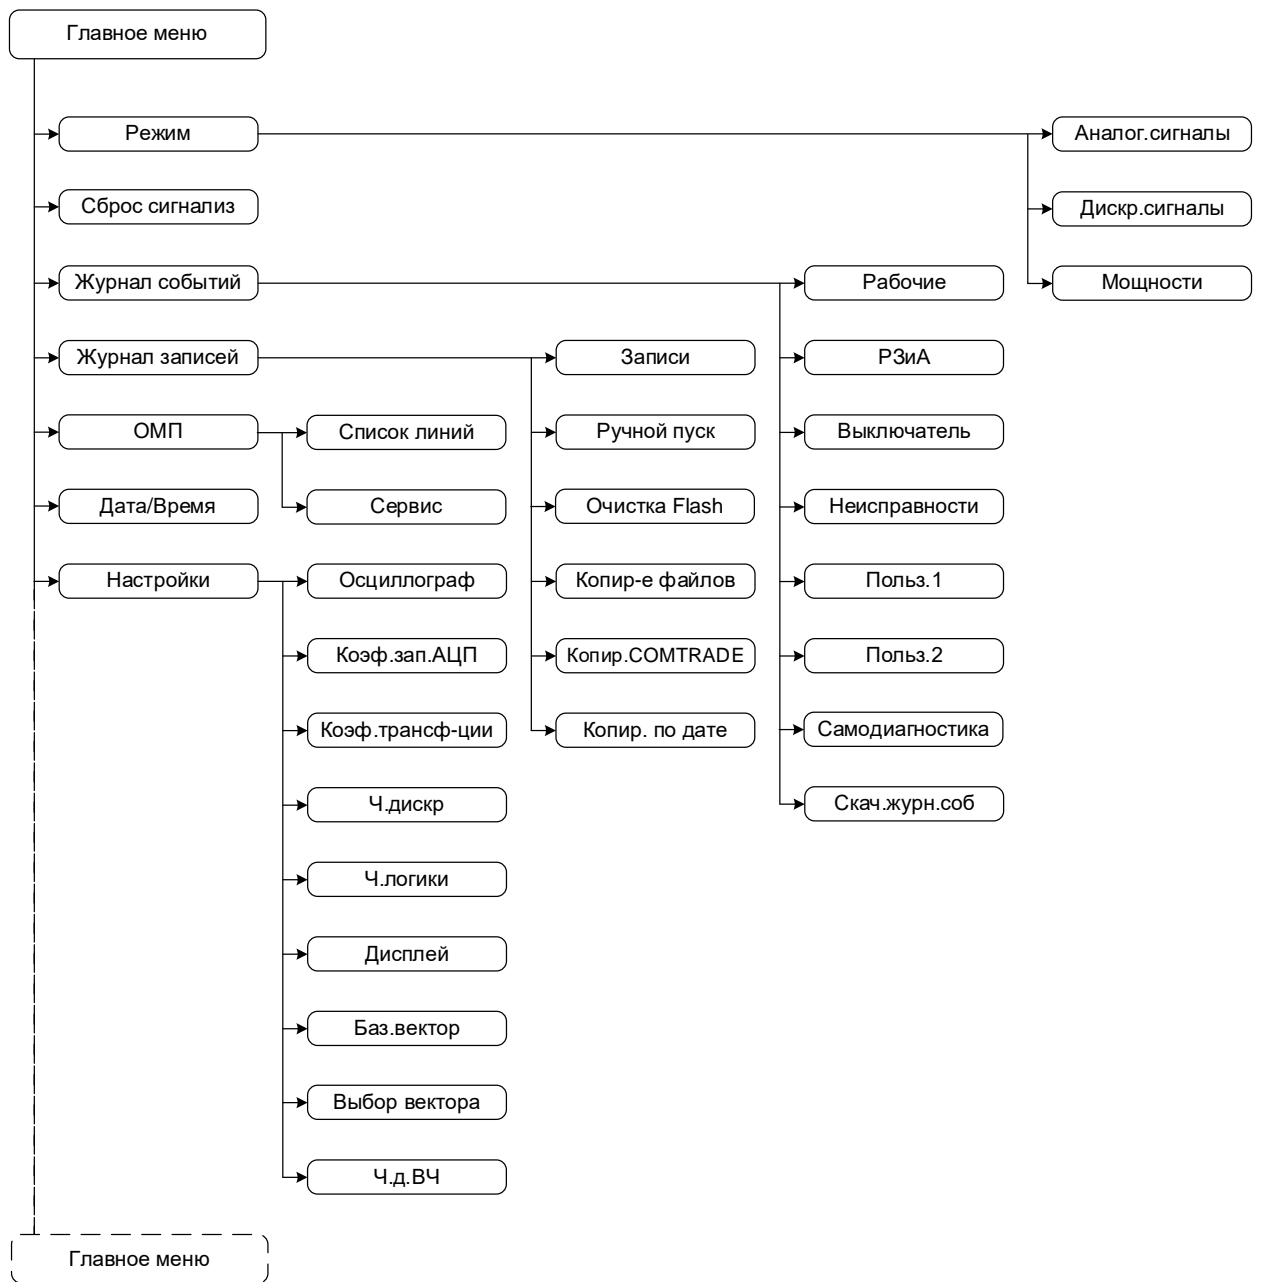 Главное меню
Режим
Аналог.сигналы
Сброс сигнализ
Дискр.сигналы
Журнал событий
Рабочие
Мощности
Журнал записей
Записи
РЗиА
ОМП
Список линий
Ручной пуск
Выключатель
Дата/Время
Сервис
Очистка Flash
Неисправности
Настройки
Осциллограф
Копир-е файлов
Польз.1
Коэф.зап.АЦП
Копир.COMTRADE
Польз.2
Коэф.трансф-ции
Копир. по дате
Самодиагностика
Ч.дискр
Скач.журн.соб
Ч.логики
Дисплей
Баз.вектор
Выбор вектора
Ч.д.ВЧ
Главное меню